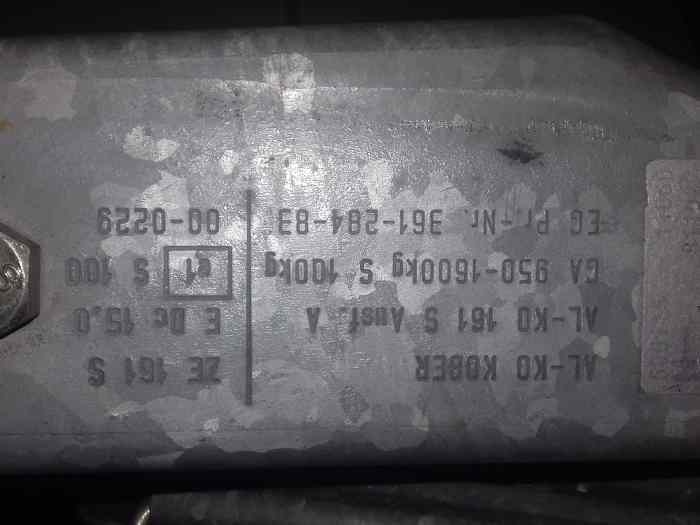 AL-KO KOBER
AL-KO 161 S Ausf. A
GA 950-1600kg S 100kg
EG Pr.-Nr. 361-284-83
ZE 161 S
E Dc 15,0
e1 S 100
00-0229